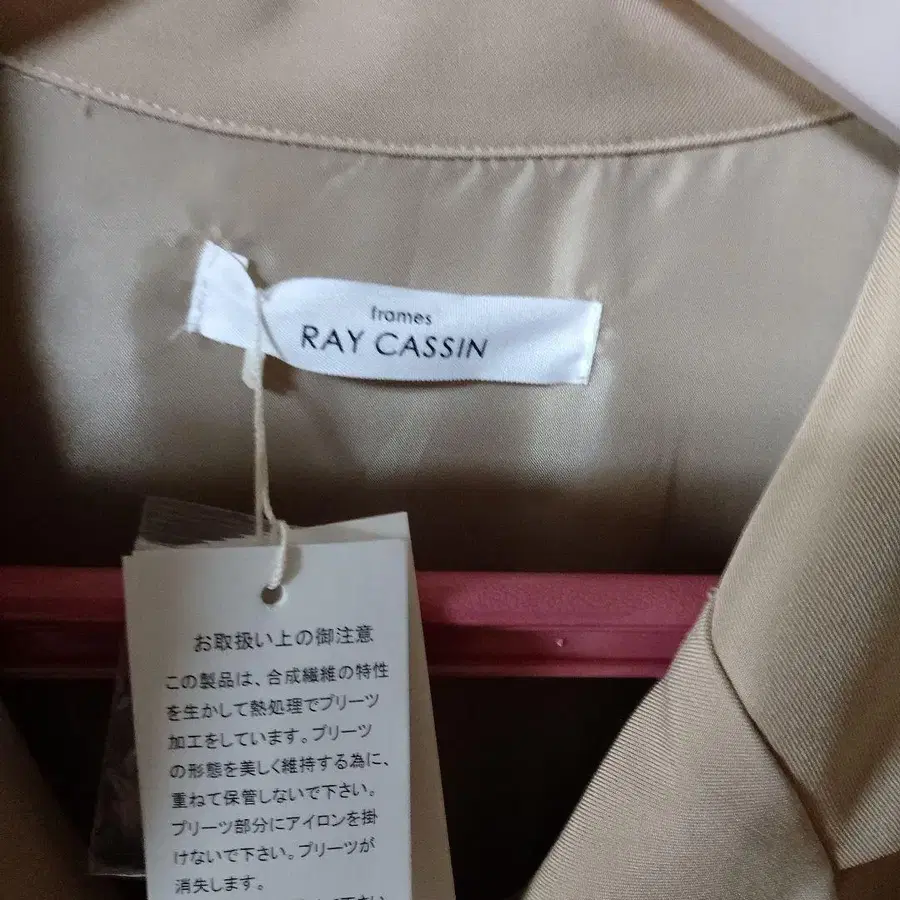 frames
RAY CASSIN
お取扱い上の御注意
この製品は、合成繊維の特性
を生かして熱処理でプリーツ
加工をしています。プリーツ
の形態を美しく維持する為に、
重ねて保管しないで下さい。
プリーツ部分にアイロンを掛
けないで下さい。プリーツが
消失します。